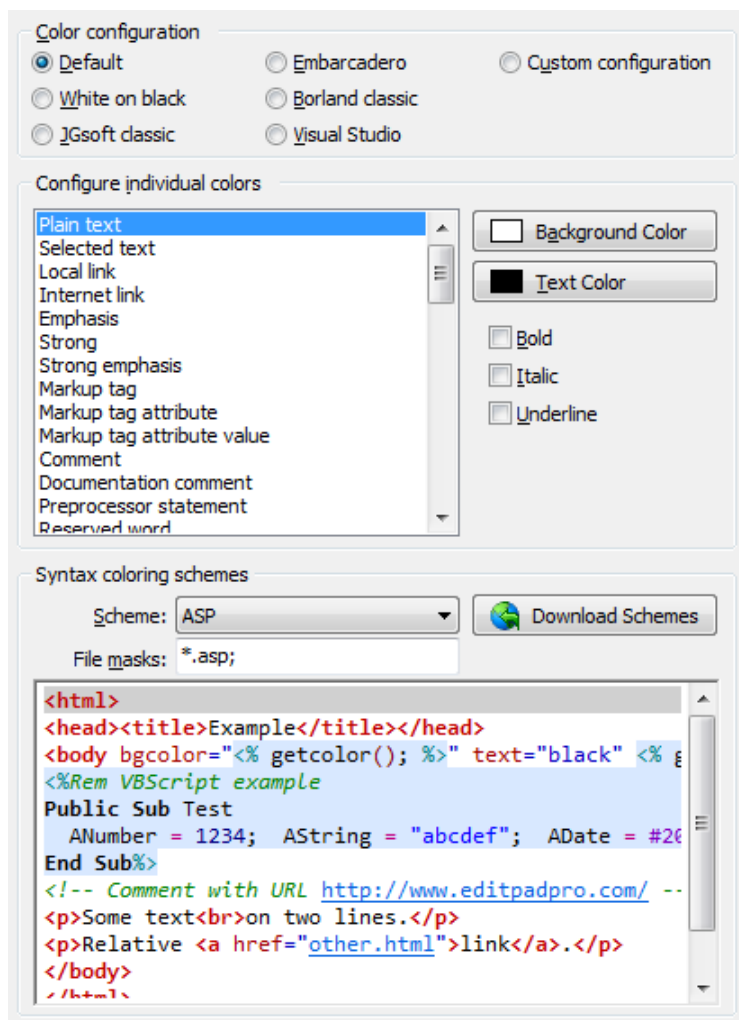 Color configuration
Default Embarcadero Custom configuration
White on black Borland classic
JGsoft classic Visual Studio
Configure individual colors
Plain text
Selected text
Local link
Internet link
Emphasis
Strong
Strong emphasis
Markup tag
Markup tag attribute
Markup tag attribute value
Comment
Documentation comment
Preprocessor statement
Reserved word
Background Color
Text Color
Bold
Italic
Underline
Syntax coloring schemes
Scheme: ASP Download Schemes
File masks: *.asp;
<html>
<head><title>Example</title></head>
<body bgcolor="<% getcolor(); %>" text="black" <% g
<%Rem VBScript example
Public Sub Test
  ANumber = 1234;  AString = "abcdef";  ADate = #20
End Sub%>
<!-- Comment with URL http://www.editpadpro.com/ --
<p>Some text<br>on two lines.</p>
<p>Relative <a href="other.html">link</a>.</p>
</body>
</html>